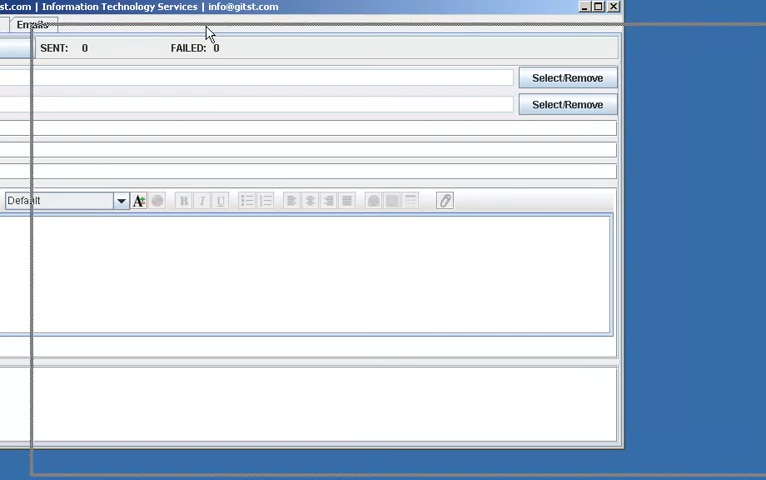 st.com | Information Technology Services | info@gitst.com
Emails
SENT: 0 FAILED: 0
Select/Remove
Select/Remove
Default
A
B I U